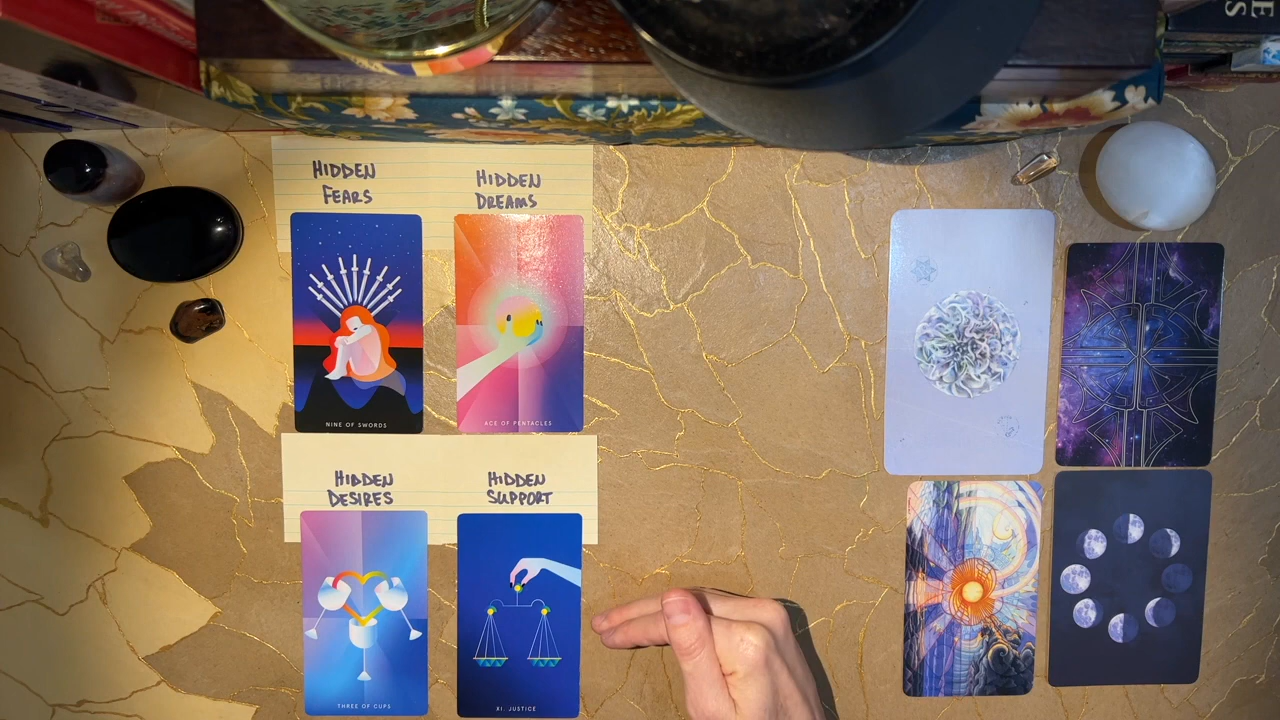 HIDDEN
FEARS
HIDDEN
DREAMS
NINE OF SWORDS
ACE OF PENTACLES
HIDDEN
DESIRES
HIDDEN
SUPPORT
THREE OF CUPS
XI. JUSTICE